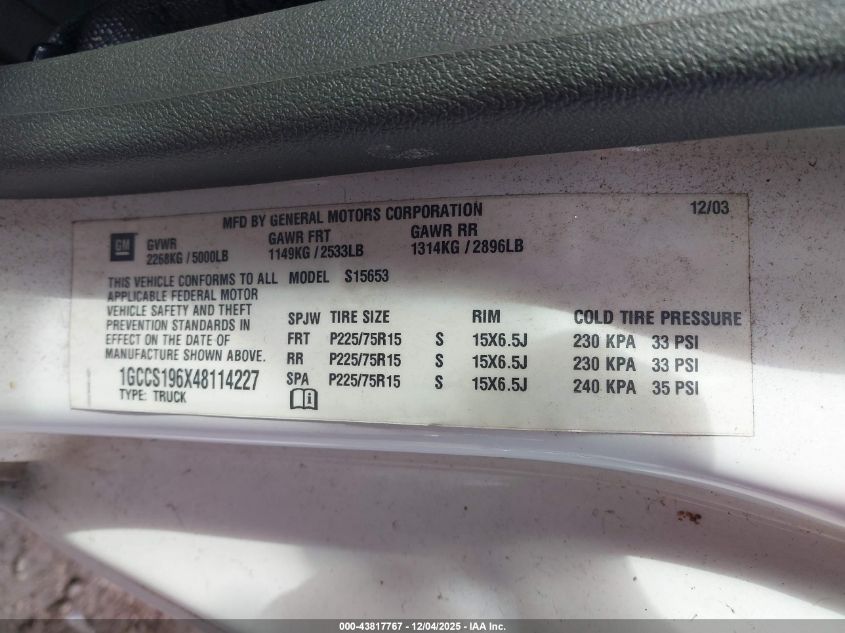 MFD BY GENERAL MOTORS CORPORATION 12/03
GM
GVWR GAWR FRT GAWR RR
2268KG / 5000LB 1149KG / 2533LB 1314KG / 2896LB
THIS VEHICLE CONFORMS TO ALL
APPLICABLE FEDERAL MOTOR
VEHICLE SAFETY AND THEFT
PREVENTION STANDARDS IN
EFFECT ON THE DATE OF
MANUFACTURE SHOWN ABOVE.
1GCCS196X48114227
TYPE: TRUCK
MODEL S15653
SPJW TIRE SIZE RIM COLD TIRE PRESSURE
FRT P225/75R15 S 15X6.5J 230 KPA 33 PSI
RR P225/75R15 S 15X6.5J 230 KPA 33 PSI
SPA P225/75R15 S 15X6.5J 240 KPA 35 PSI
i
000-43817767 - 12/04/2025 - IAA Inc.